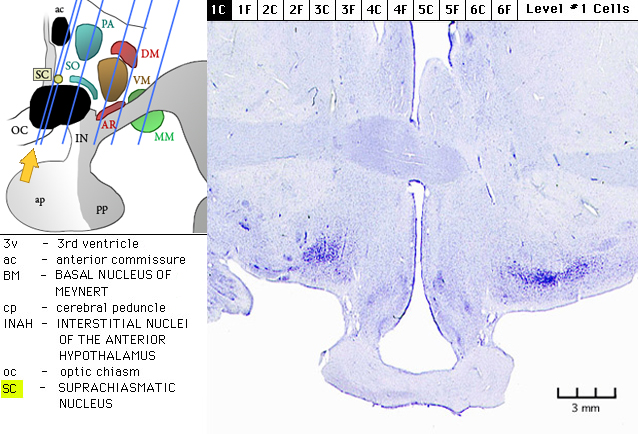 1C 1F 2C 2F 3C 3F 4C 4F 5C 5F 6C 6F Level #1 Cells
ac
PA
DM
SC
SO
VM
OC
IN
AR
MM
ap
pp
3v - 3rd ventricle
ac - anterior commissure
BM - BASAL NUCLEUS OF
MEYNERT
cp - cerebral peduncle
INAH - INTERSTITIAL NUCLEI
OF THE ANTERIOR
HYPOTHALAMUS
oc - optic chiasm
SC - SUPRACHIASMATIC
NUCLEUS
3 mm